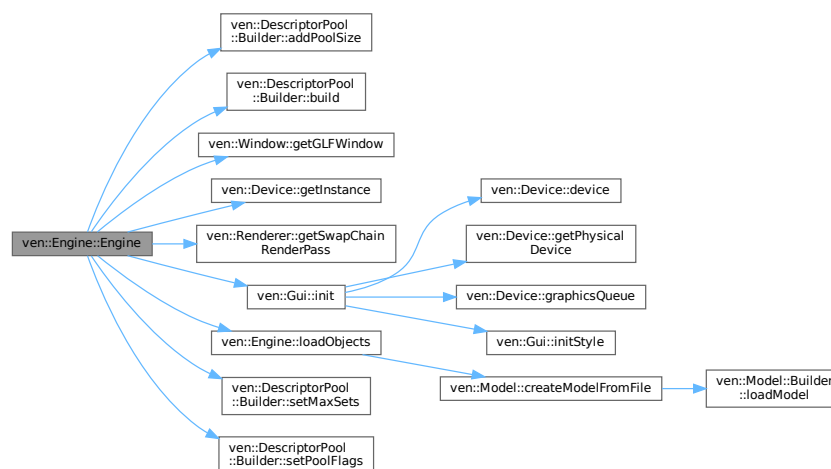 ven::DescriptorPool
::Builder::addPoolSize
ven::DescriptorPool
::Builder::build
ven::Window::getGLFWindow
ven::Device::getInstance
ven::Device::device
ven::Engine::Engine
ven::Renderer::getSwapChain
RenderPass
ven::Device::getPhysical
Device
ven::Gui::init
ven::Device::graphicsQueue
ven::Engine::loadObjects
ven::Gui::initStyle
ven::DescriptorPool
::Builder::setMaxSets
ven::Model::createModelFromFile
ven::Model::Builder
::loadModel
ven::DescriptorPool
::Builder::setPoolFlags